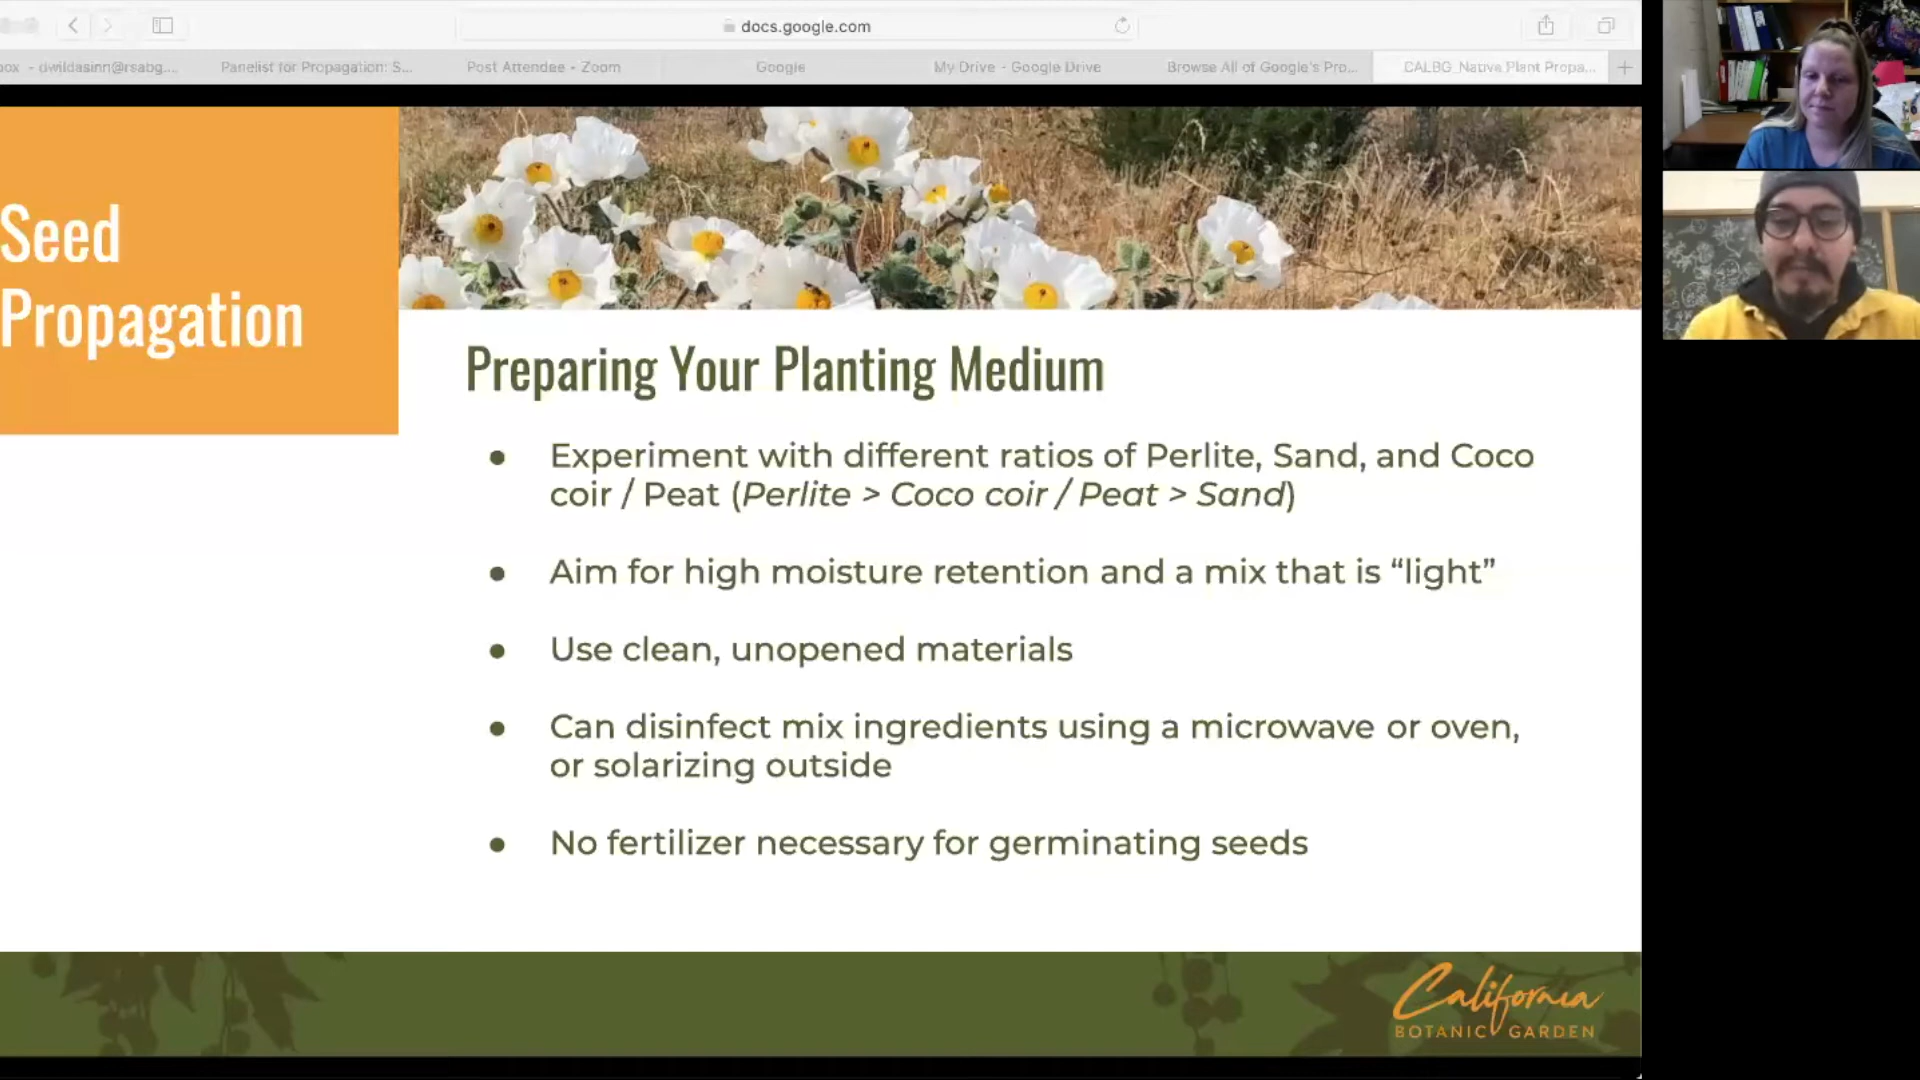 docs.google.com
- dwildasinn@rsabg....
Panelist for Propagation: S...
Post Attendee - Zoom
Google
My Drive - Google Drive
Browse All of Google's Pro...
CALBG_Native Plant Propa...
Seed
Propagation
Preparing Your Planting Medium
● Experiment with different ratios of Perlite, Sand, and Coco
coir / Peat (Perlite > Coco coir / Peat > Sand)
● Aim for high moisture retention and a mix that is “light”
● Use clean, unopened materials
● Can disinfect mix ingredients using a microwave or oven,
or solarizing outside
● No fertilizer necessary for germinating seeds
California
BOTANIC GARDEN